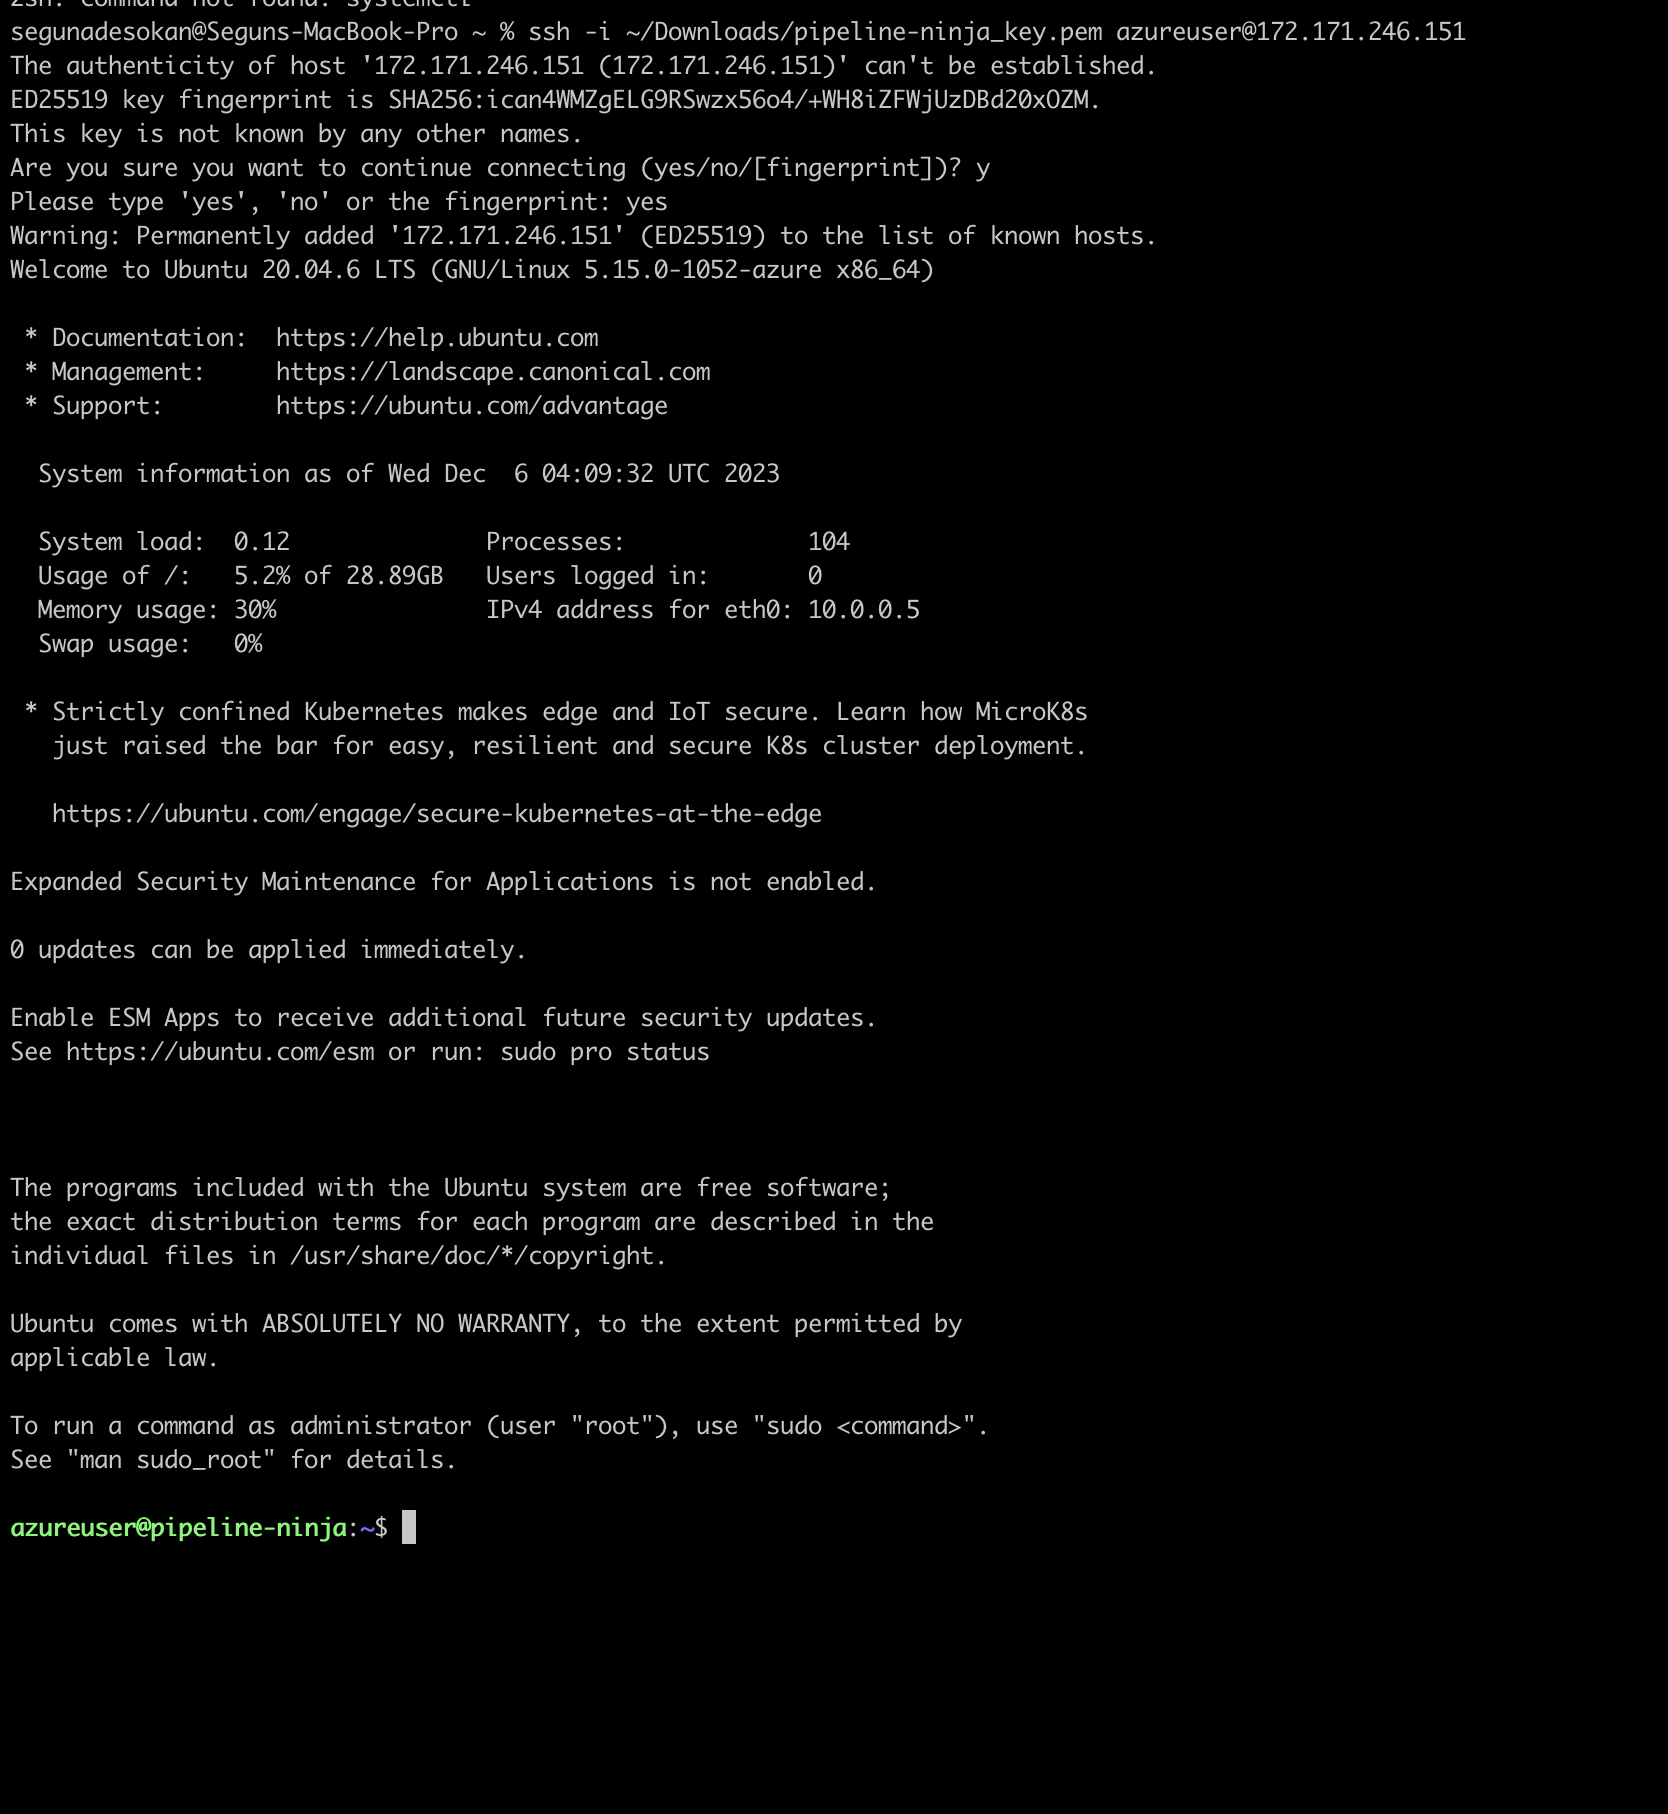 zsh: command not found: systemctl
segunadesokan@Seguns-MacBook-Pro ~ % ssh -i ~/Downloads/pipeline-ninja_key.pem azureuser@172.171.246.151
The authenticity of host '172.171.246.151 (172.171.246.151)' can't be established.
ED25519 key fingerprint is SHA256:ican4WMZgELG9RSwzx56o4/+WH8iZFWjUzDBd20xOZM.
This key is not known by any other names.
Are you sure you want to continue connecting (yes/no/[fingerprint])? y
Please type 'yes', 'no' or the fingerprint: yes
Warning: Permanently added '172.171.246.151' (ED25519) to the list of known hosts.
Welcome to Ubuntu 20.04.6 LTS (GNU/Linux 5.15.0-1052-azure x86_64)
* Documentation:  https://help.ubuntu.com
* Management:     https://landscape.canonical.com
* Support:        https://ubuntu.com/advantage
System information as of Wed Dec  6 04:09:32 UTC 2023
System load:  0.12              Processes:             104
Usage of /:   5.2% of 28.89GB   Users logged in:       0
Memory usage: 30%               IPv4 address for eth0: 10.0.0.5
Swap usage:   0%
* Strictly confined Kubernetes makes edge and IoT secure. Learn how MicroK8s
just raised the bar for easy, resilient and secure K8s cluster deployment.
https://ubuntu.com/engage/secure-kubernetes-at-the-edge
Expanded Security Maintenance for Applications is not enabled.
0 updates can be applied immediately.
Enable ESM Apps to receive additional future security updates.
See https://ubuntu.com/esm or run: sudo pro status
The programs included with the Ubuntu system are free software;
the exact distribution terms for each program are described in the
individual files in /usr/share/doc/*/copyright.
Ubuntu comes with ABSOLUTELY NO WARRANTY, to the extent permitted by
applicable law.
To run a command as administrator (user "root"), use "sudo <command>".
See "man sudo_root" for details.
azureuser@pipeline-ninja:~$